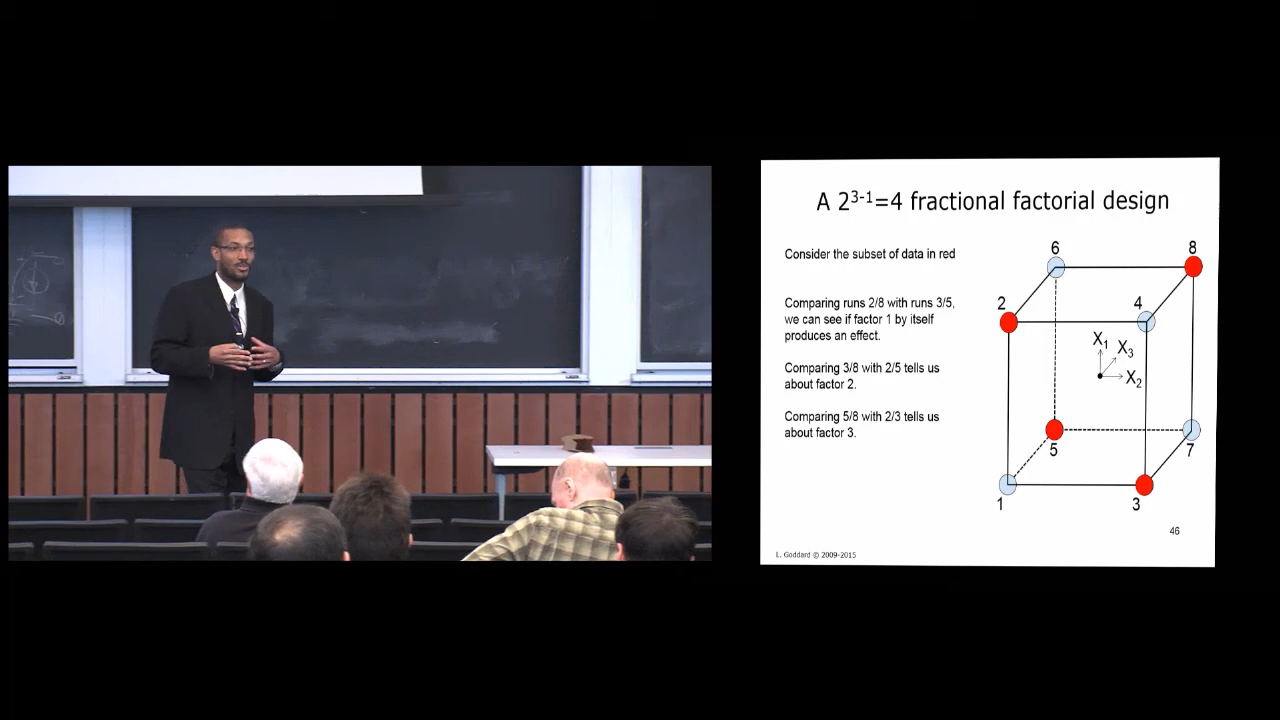 A 2³⁻¹=4 fractional factorial design
Consider the subset of data in red
Comparing runs 2/8 with runs 3/5,
we can see if factor 1 by itself
produces an effect.
Comparing 3/8 with 2/5 tells us
about factor 2.
Comparing 5/8 with 2/3 tells us
about factor 3.
6
8
2
4
X₁
X₃
X₂
5
7
1
3
46
L. Goddard © 2009-2015